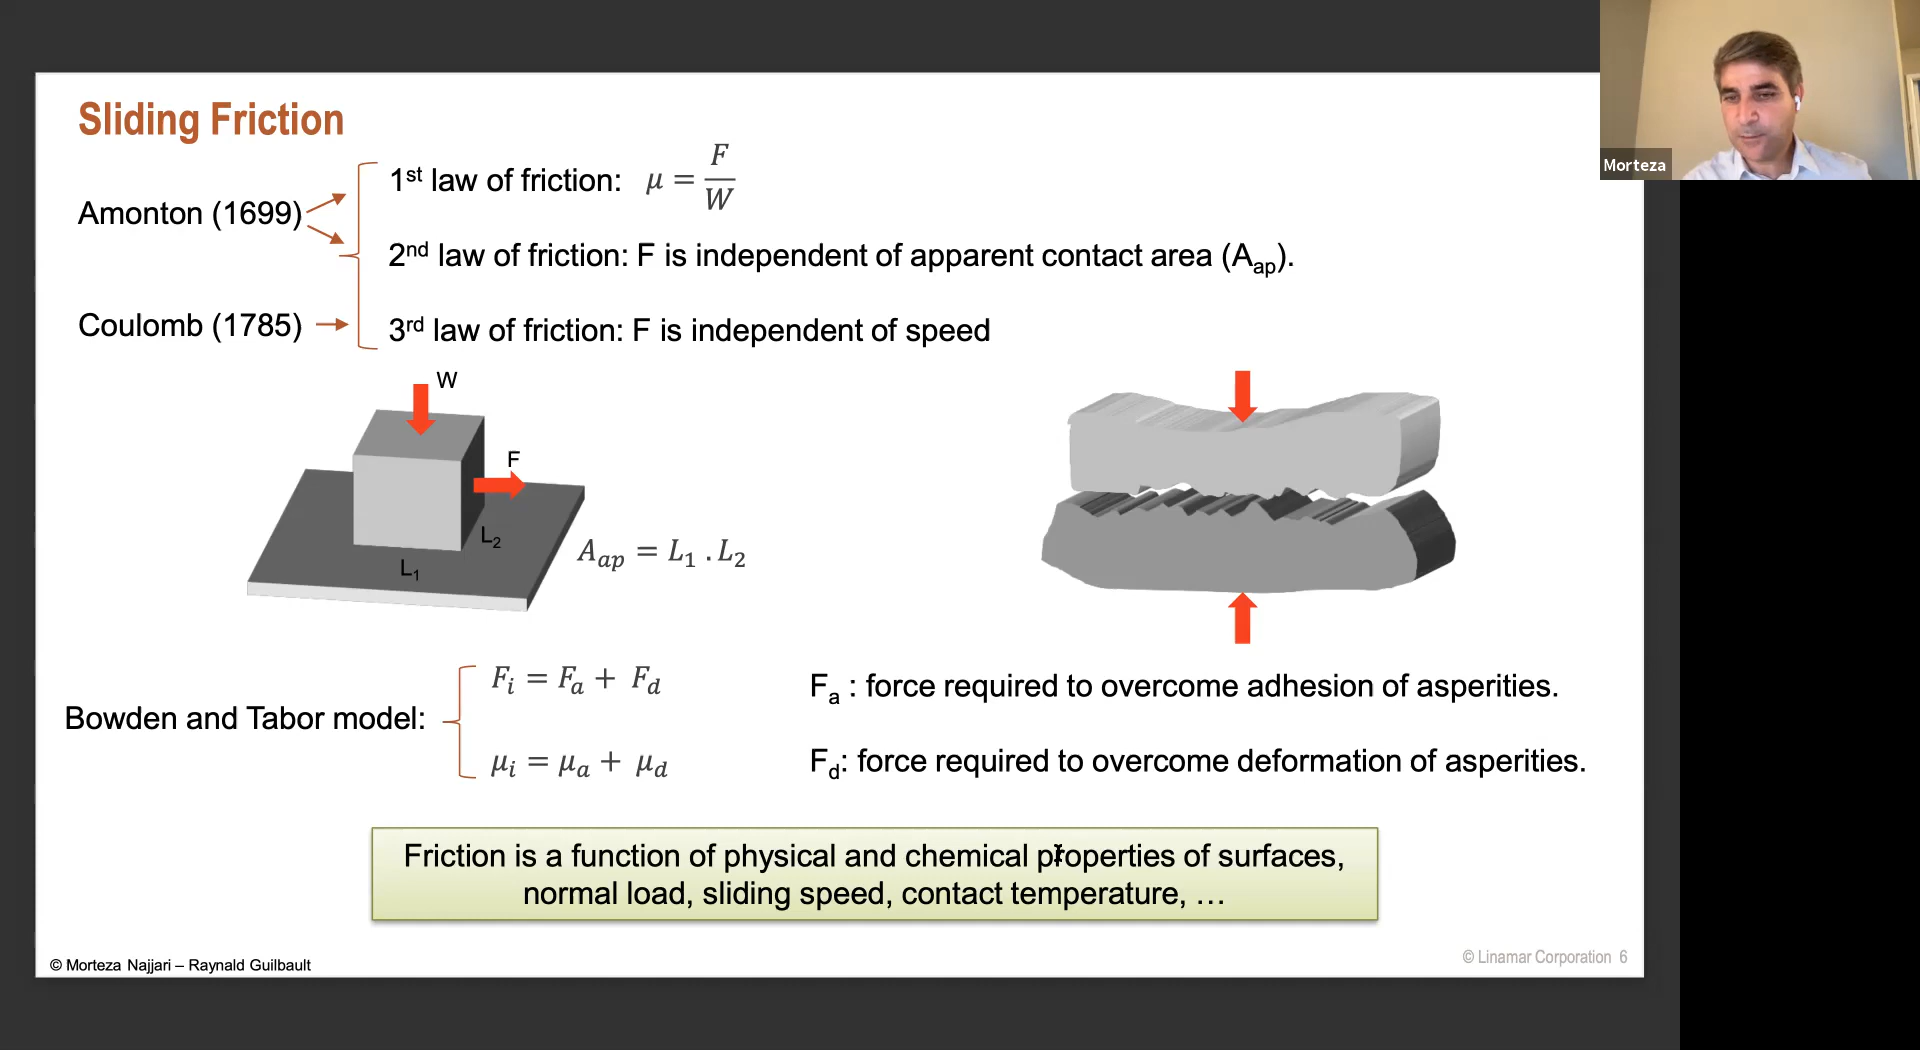 Sliding Friction
Amonton (1699)
1st law of friction: μ = F / W
2nd law of friction: F is independent of apparent contact area (Aap).
Coulomb (1785)
3rd law of friction: F is independent of speed
W
F
L2
L1
Aap = L1 . L2
Bowden and Tabor model:
Fi = Fa + Fd
μi = μa + μd
Fa : force required to overcome adhesion of asperities.
Fd: force required to overcome deformation of asperities.
Friction is a function of physical and chemical properties of surfaces,
normal load, sliding speed, contact temperature, …
© Morteza Najjari – Raynald Guilbault
© Linamar Corporation 6
Morteza